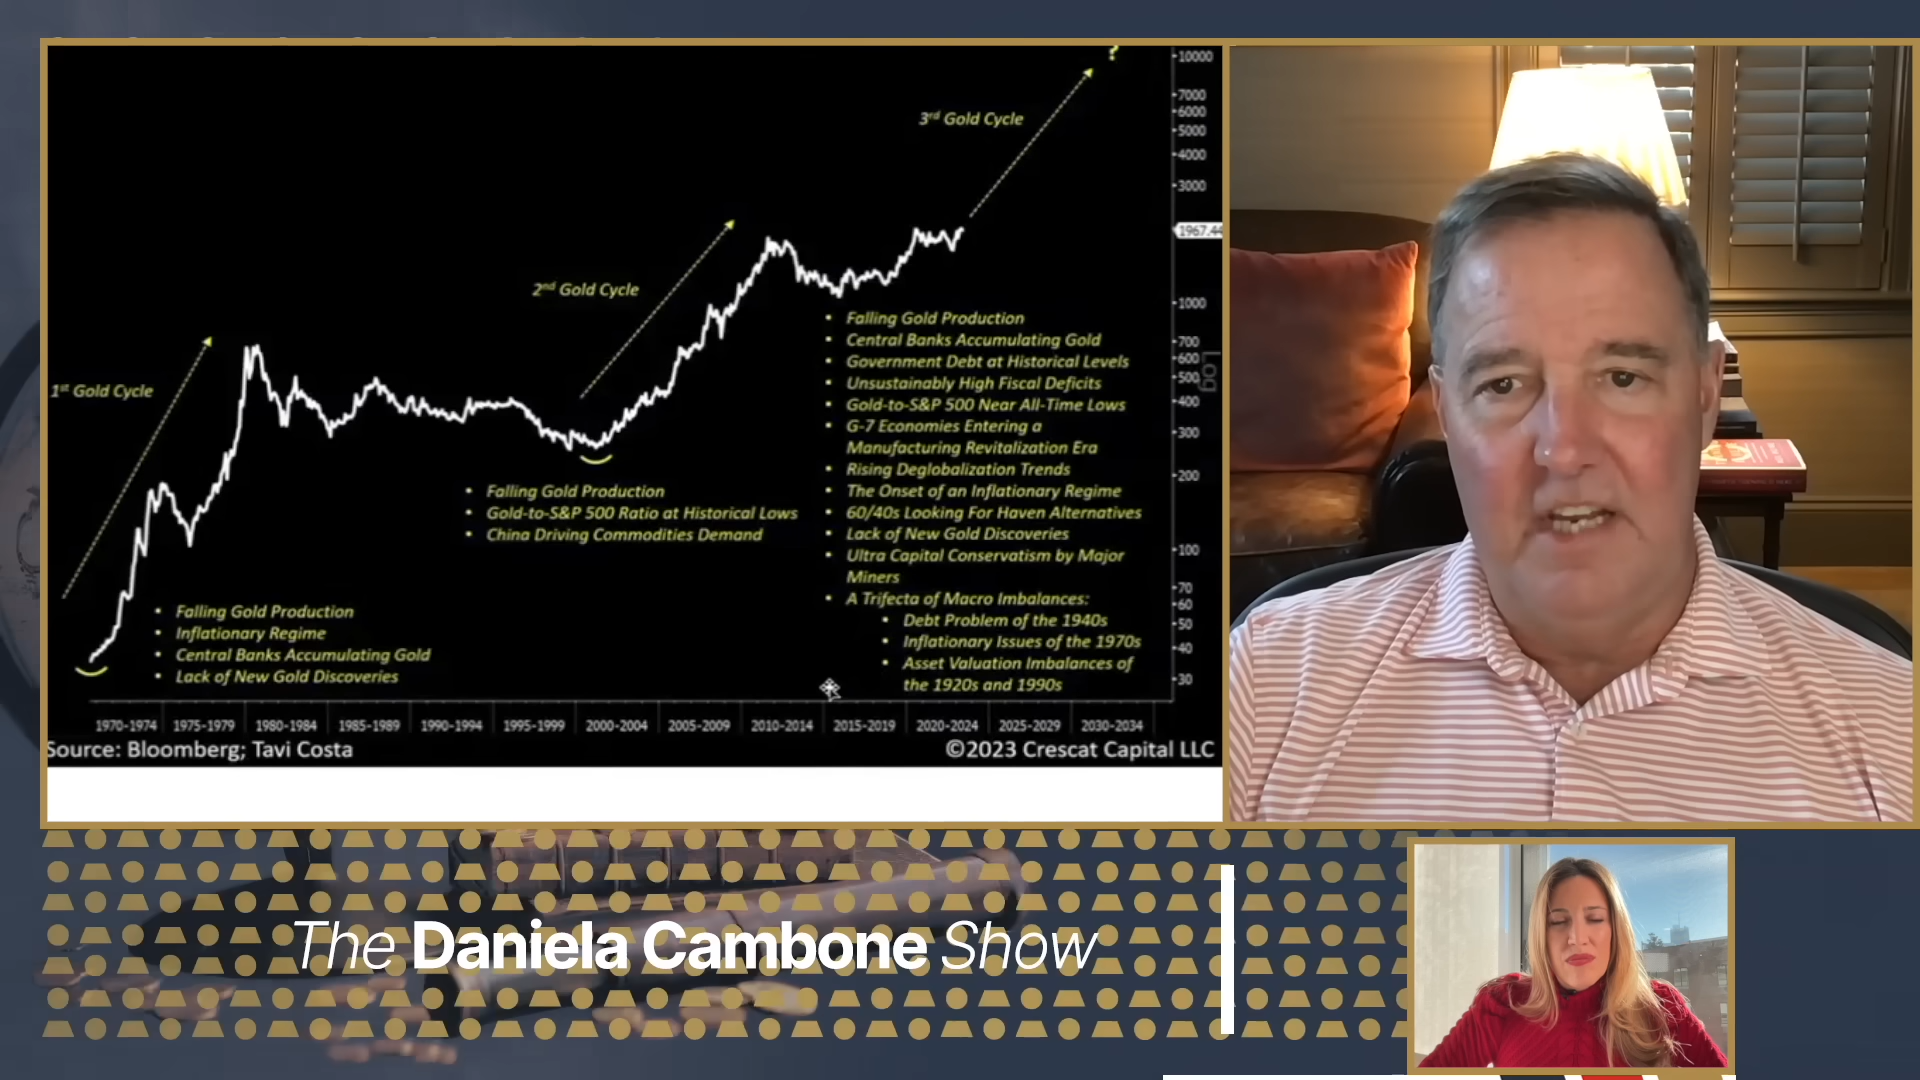 ?
3rd Gold Cycle
2nd Gold Cycle
1st Gold Cycle
10000
7000
6000
5000
4000
3000
1967.44
1000
700
600
500
400
300
200
100
70
60
50
40
30
Log
Falling Gold Production
Inflationary Regime
Central Banks Accumulating Gold
Lack of New Gold Discoveries
Falling Gold Production
Gold-to-S&P 500 Ratio at Historical Lows
China Driving Commodities Demand
Falling Gold Production
Central Banks Accumulating Gold
Government Debt at Historical Levels
Unsustainably High Fiscal Deficits
Gold-to-S&P 500 Near All-Time Lows
G-7 Economies Entering a
Manufacturing Revitalization Era
Rising Deglobalization Trends
The Onset of an Inflationary Regime
60/40s Looking For Haven Alternatives
Lack of New Gold Discoveries
Ultra Capital Conservatism by Major
Miners
A Trifecta of Macro Imbalances:
Debt Problem of the 1940s
Inflationary Issues of the 1970s
Asset Valuation Imbalances of
the 1920s and 1990s
1970-1974 1975-1979 1980-1984 1985-1989 1990-1994 1995-1999 2000-2004 2005-2009 2010-2014 2015-2019 2020-2024 2025-2029 2030-2034
Source: Bloomberg; Tavi Costa
©2023 Crescat Capital LLC
The Daniela Cambone Show